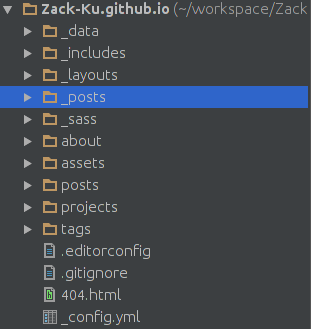 Zack-Ku.github.io (~/workspace/Zack
_data
_includes
_layouts
_posts
_sass
about
assets
posts
projects
tags
.editorconfig
.gitignore
404.html
_config.yml